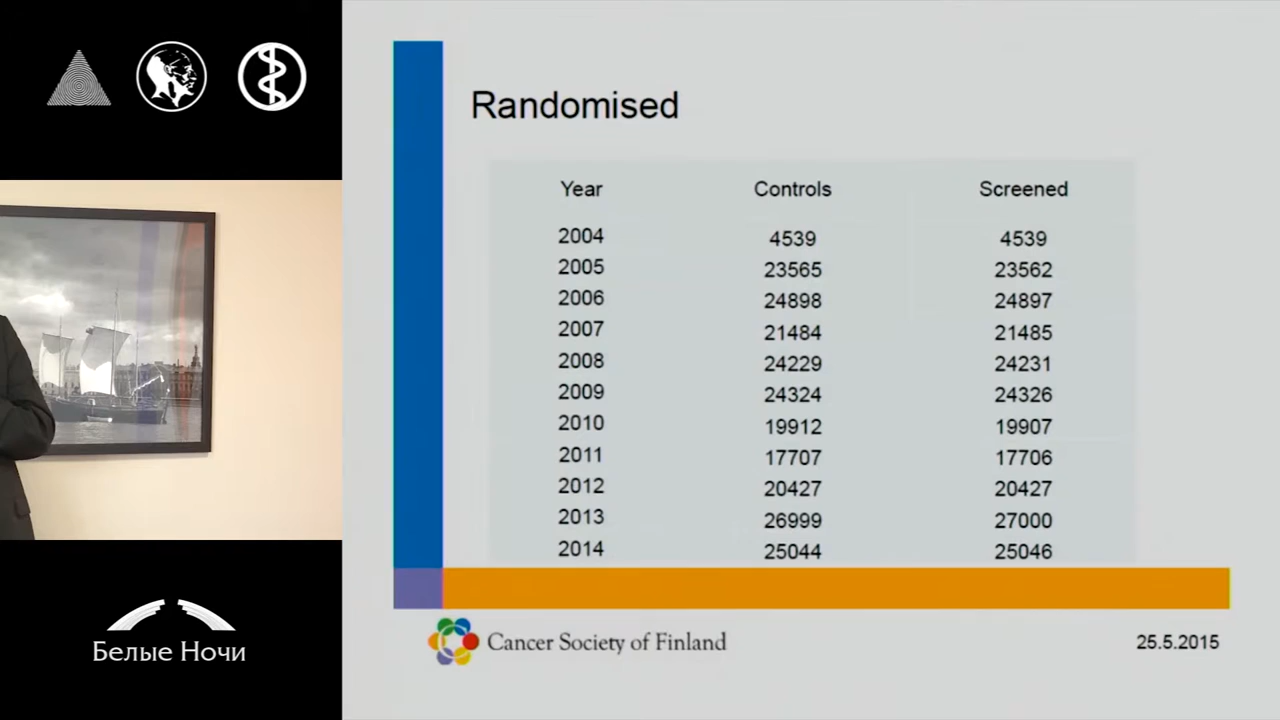 Randomised
Year Controls Screened
2004 4539 4539
2005 23565 23562
2006 24898 24897
2007 21484 21485
2008 24229 24231
2009 24324 24326
2010 19912 19907
2011 17707 17706
2012 20427 20427
2013 26999 27000
2014 25044 25046
Cancer Society of Finland
25.5.2015
Белые Ночи